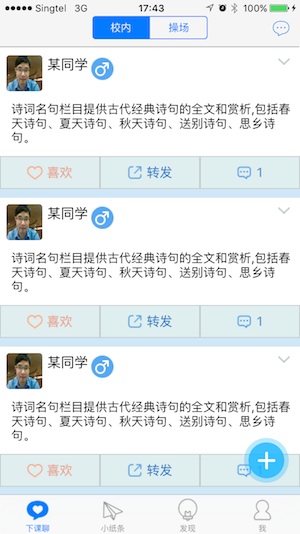 Singtel 3G 17:43 100%
校内 操场
某同学
诗词名句栏目提供古代经典诗句的全文和赏析,包括春
天诗句、夏天诗句、秋天诗句、送别诗句、思乡诗
句。
喜欢 转发 1
某同学
诗词名句栏目提供古代经典诗句的全文和赏析,包括春
天诗句、夏天诗句、秋天诗句、送别诗句、思乡诗
句。
喜欢 转发 1
某同学
诗词名句栏目提供古代经典诗句的全文和赏析,包括春
天诗句、夏天诗句、秋天诗句、送别诗句、思乡诗
句。
喜欢 转发
下课聊 小纸条 发现 我